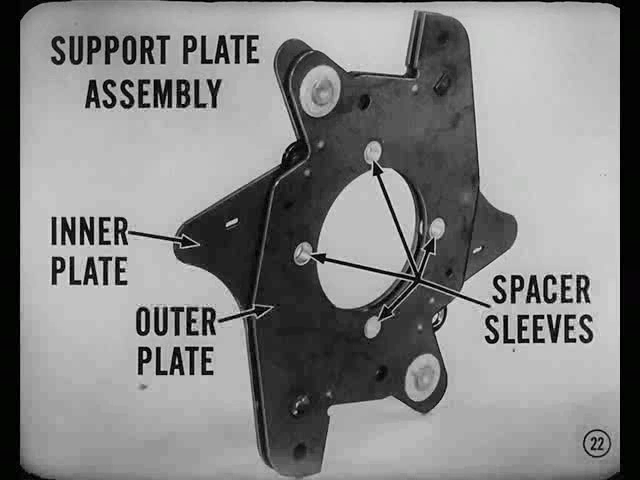 SUPPORT PLATE
ASSEMBLY
INNER
PLATE
OUTER
PLATE
SPACER
SLEEVES
22